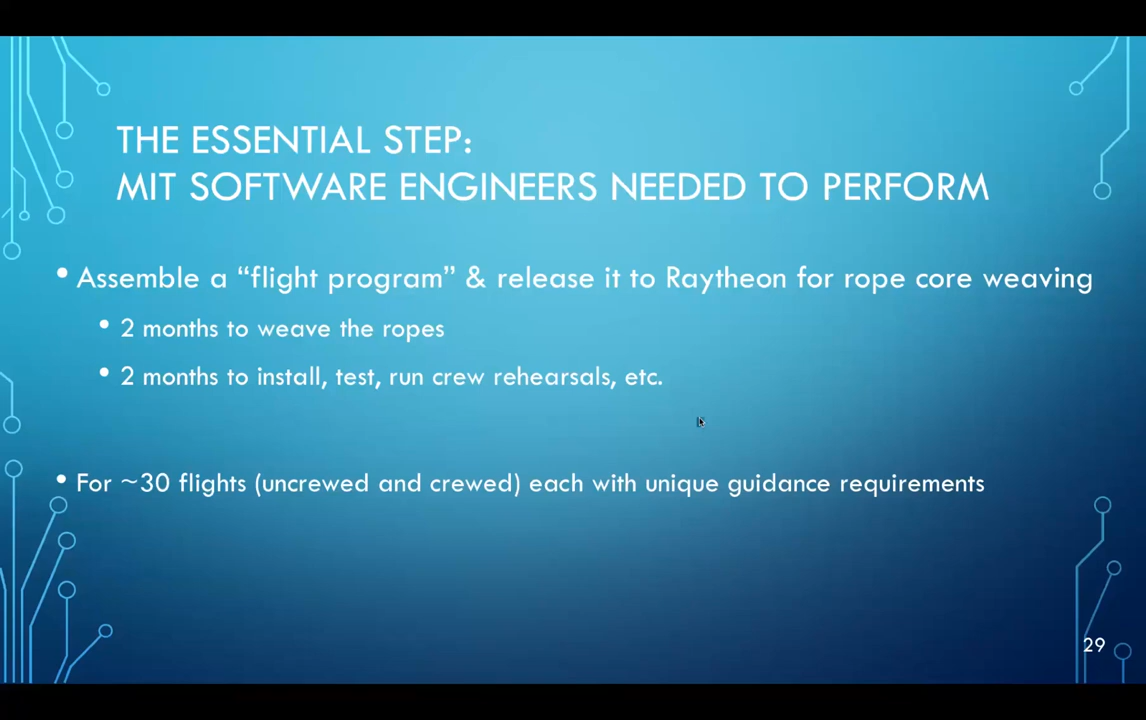 THE ESSENTIAL STEP:
MIT SOFTWARE ENGINEERS NEEDED TO PERFORM
• Assemble a “flight program” & release it to Raytheon for rope core weaving
• 2 months to weave the ropes
• 2 months to install, test, run crew rehearsals, etc.
• For ~30 flights (uncrewed and crewed) each with unique guidance requirements
29